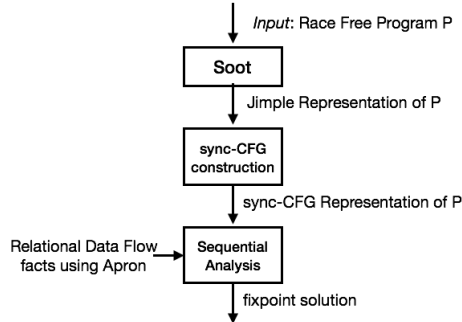 Input: Race Free Program P
Soot
Jimple Representation of P
sync-CFG
construction
sync-CFG Representation of P
Relational Data Flow
facts using Apron
Sequential
Analysis
fixpoint solution